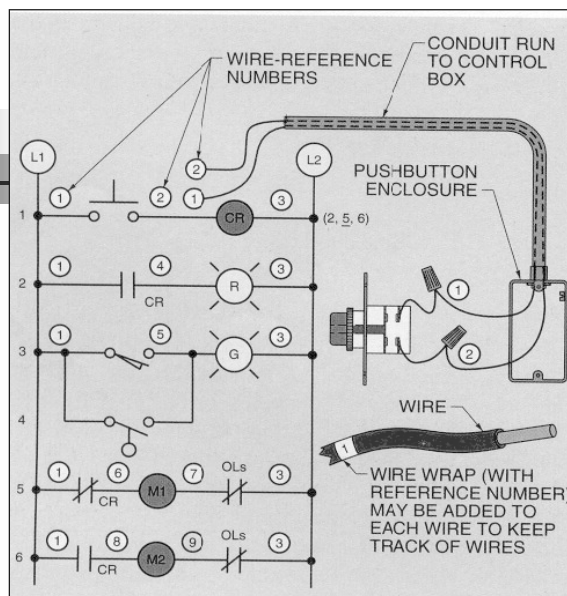 WIRE-REFERENCE
NUMBERS
CONDUIT RUN
TO CONTROL
BOX
L1
2
L2
PUSHBUTTON
ENCLOSURE
1
1
2
1
CR
3
(2, 5, 6)
2
1
4
CR
R
3
1
3
1
5
G
3
2
4
WIRE
1
WIRE WRAP (WITH
REFERENCE NUMBER)
MAY BE ADDED TO
EACH WIRE TO KEEP
TRACK OF WIRES
5
1
6
CR
M1
7
OLs
3
6
1
8
CR
M2
9
OLs
3